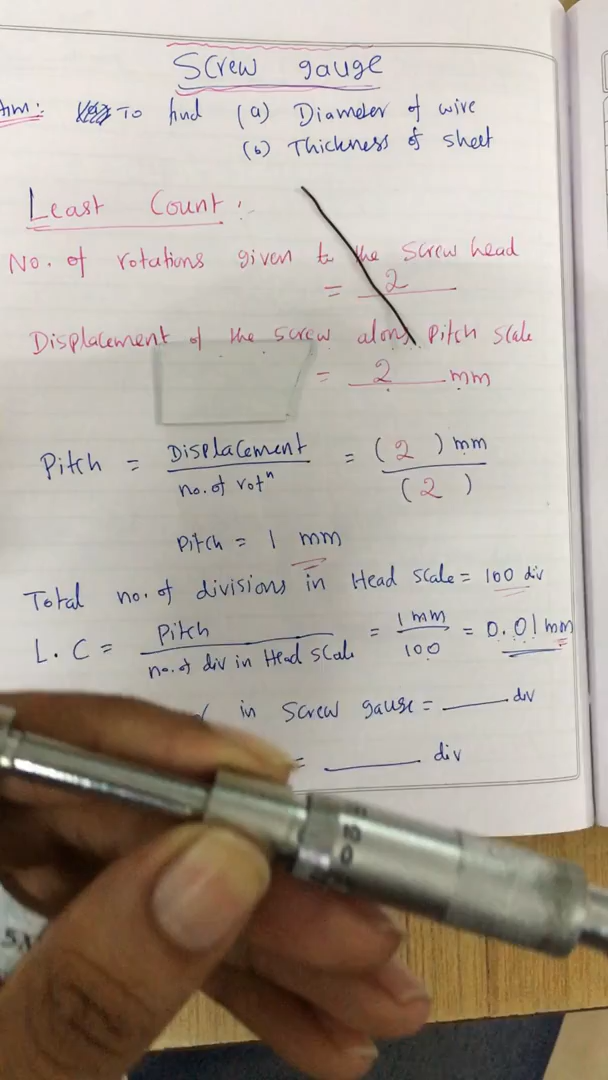 Screw gauge
Aim: To find (a) Diameter of wire
(b) Thickness of sheet
Least Count :-
No. of rotations given to the screw head
= 2
Displacement of the screw along pitch scale
= 2 mm
Pitch = Displacement / no. of rotⁿ = (2) mm / (2)
Pitch = 1 mm
Total no. of divisions in Head scale = 100 div
L.C = Pitch / no. of div in Head scale = 1 mm / 100 = 0.01 mm
in screw gauge = ____ div
= ____ div